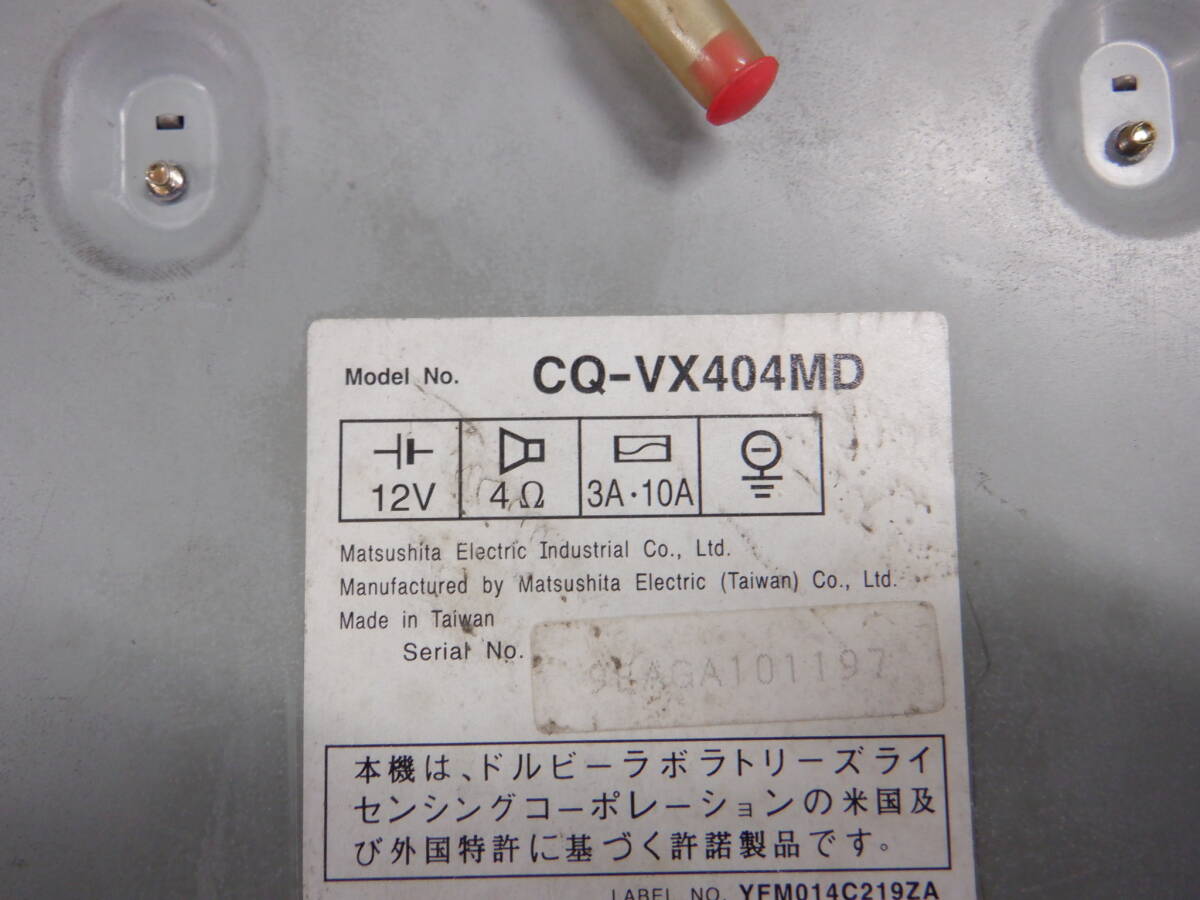 Model No. CQ-VX404MD
12V 4Ω 3A·10A
Matsushita Electric Industrial Co., Ltd.
Manufactured by Matsushita Electric (Taiwan) Co., Ltd.
Made in Taiwan
Serial No.
本機は、ドルビーラボラトリーズライ
センシングコーポレーションの米国及
び外国特許に基づく許諾製品です。
LABEL NO. YFM014C219ZA